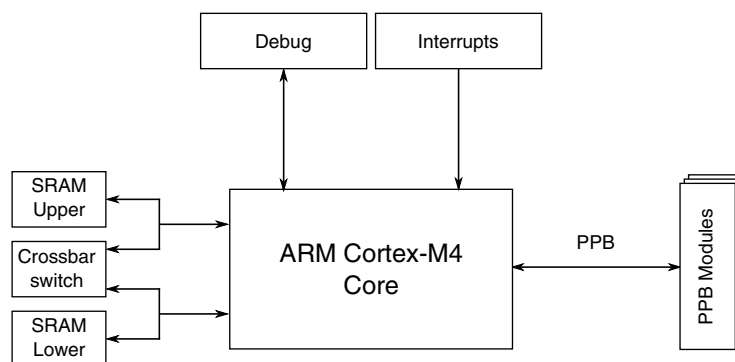 Debug
Interrupts
SRAM
Upper
Crossbar
switch
SRAM
Lower
ARM Cortex-M4
Core
PPB
PPB Modules